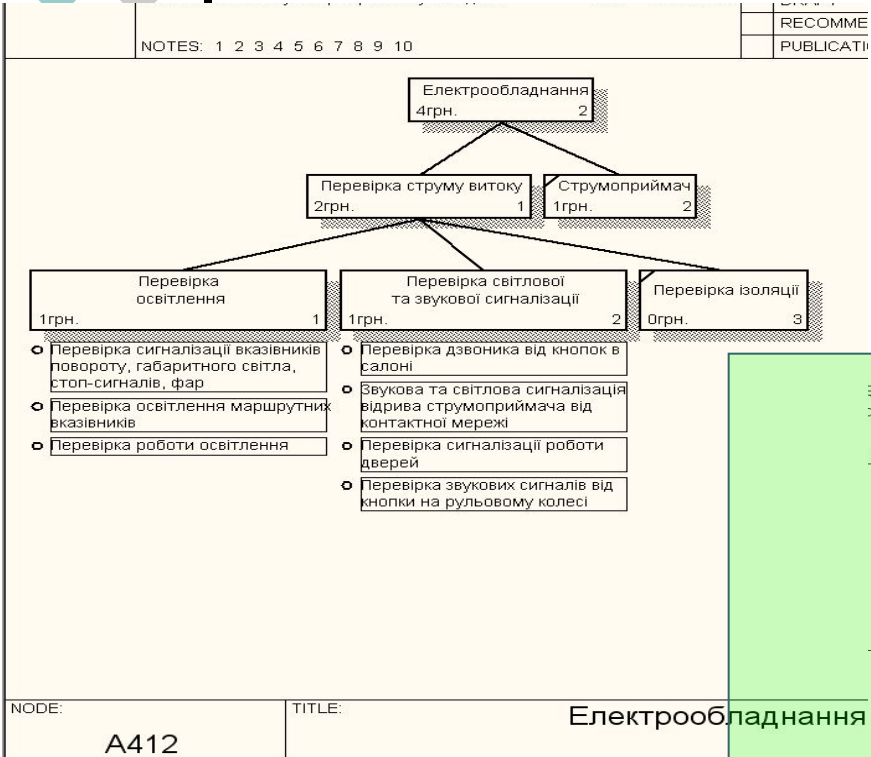 RECOMME
NOTES: 1 2 3 4 5 6 7 8 9 10
PUBLICATI
Електрообладнання
4грн. 2
Перевірка струму витоку
2грн. 1
Струмоприймач
1грн. 2
Перевірка
освітлення
1грн. 1
Перевірка світлової
та звукової сигналізації
1грн. 2
Перевірка ізоляції
0грн. 3
Перевірка сигналізації вказівників
повороту, габаритного світла,
стоп-сигналів, фар
Перевірка освітлення маршрутних
вказівників
Перевірка роботи освітлення
Перевірка дзвоника від кнопок в
салоні
Звукова та світлова сигналізація
відрива струмоприймача від
контактної мережі
Перевірка сигналізації роботи
дверей
Перевірка звукових сигналів від
кнопки на рульовому колесі
NODE:
A412
TITLE:
Електрообладнання